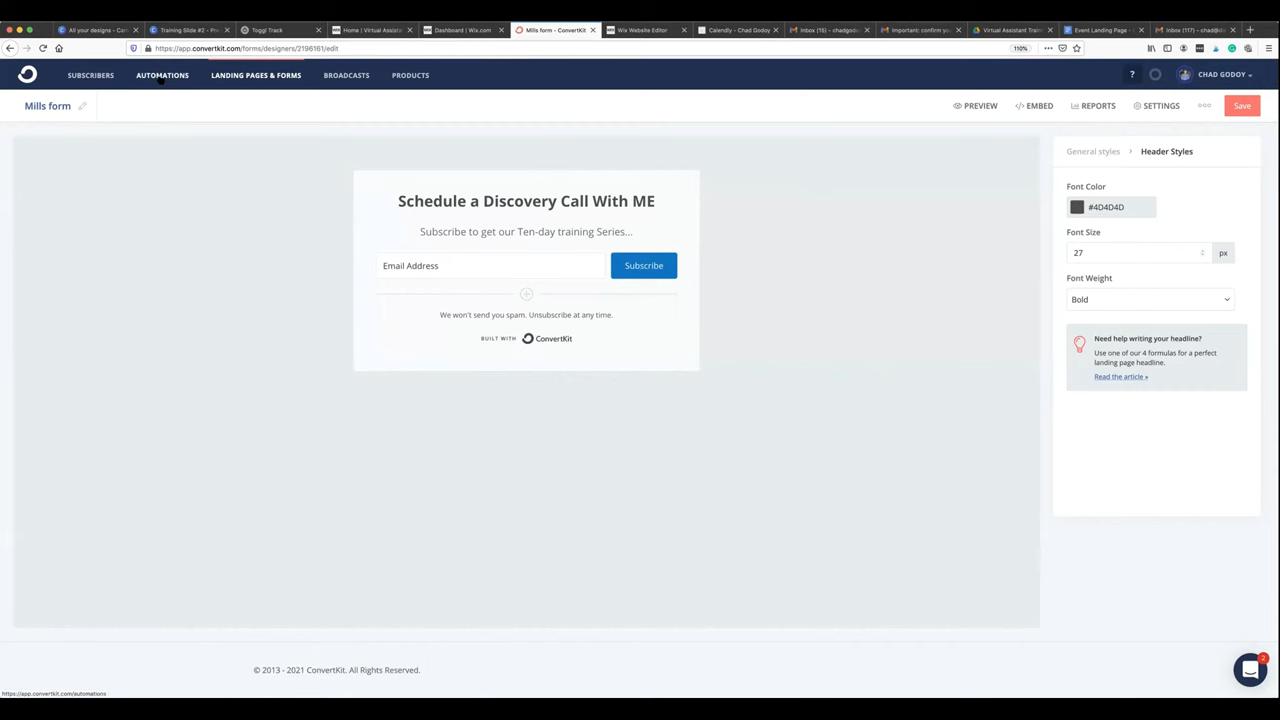 All your designs - Can
Training Slide #2 - Pre
Toggl Track
Home | Virtual Assista
Dashboard | Wix.com
Mills form - ConvertKit
Wix Website Editor
Calendly - Chad Godoy
Inbox (15) - chadgodo
Important: confirm you
Virtual Assistant Train
Event Landing Page -
Inbox (117) - chad@da
https://app.convertkit.com/forms/designers/2196161/edit
110%
SUBSCRIBERS
AUTOMATIONS
LANDING PAGES & FORMS
BROADCASTS
PRODUCTS
?
CHAD GODOY
Mills form
PREVIEW
</> EMBED
REPORTS
SETTINGS
Save
General styles > Header Styles
Schedule a Discovery Call With ME
Subscribe to get our Ten-day training Series...
Email Address
Subscribe
We won't send you spam. Unsubscribe at any time.
BUILT WITH ConvertKit
Font Color
#4D4D4D
Font Size
27
px
Font Weight
Bold
Need help writing your headline?
Use one of our 4 formulas for a perfect
landing page headline.
Read the article »
© 2013 - 2021 ConvertKit. All Rights Reserved.
2
https://app.convertkit.com/automations